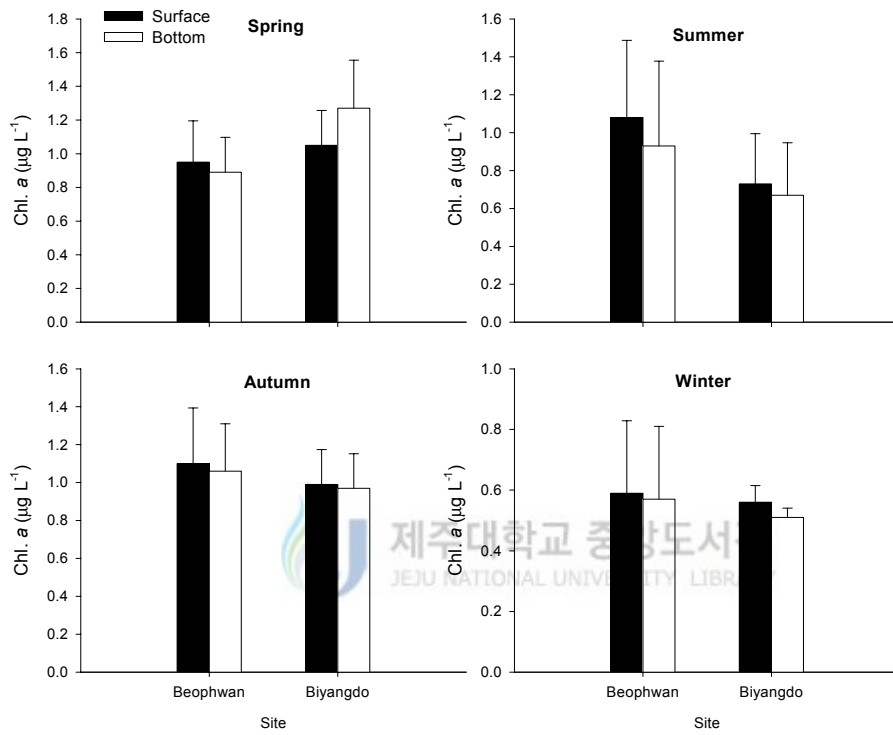 Surface
Bottom
Spring
Chl. a (µg L⁻¹)
1.8
1.6
1.4
1.2
1.0
0.8
0.6
0.4
0.2
0.0
Summer
Chl. a (µg L⁻¹)
1.6
1.4
1.2
1.0
0.8
0.6
0.4
0.2
0.0
Autumn
Chl. a (µg L⁻¹)
1.6
1.4
1.2
1.0
0.8
0.6
0.4
0.2
0.0
Beophwan Biyangdo
Site
Winter
Chl. a (µg L⁻¹)
1.0
0.8
0.6
0.4
0.2
0.0
Beophwan Biyangdo
Site
제주대학교
JEJU NATIONAL UNIVERSITY LIBRARY